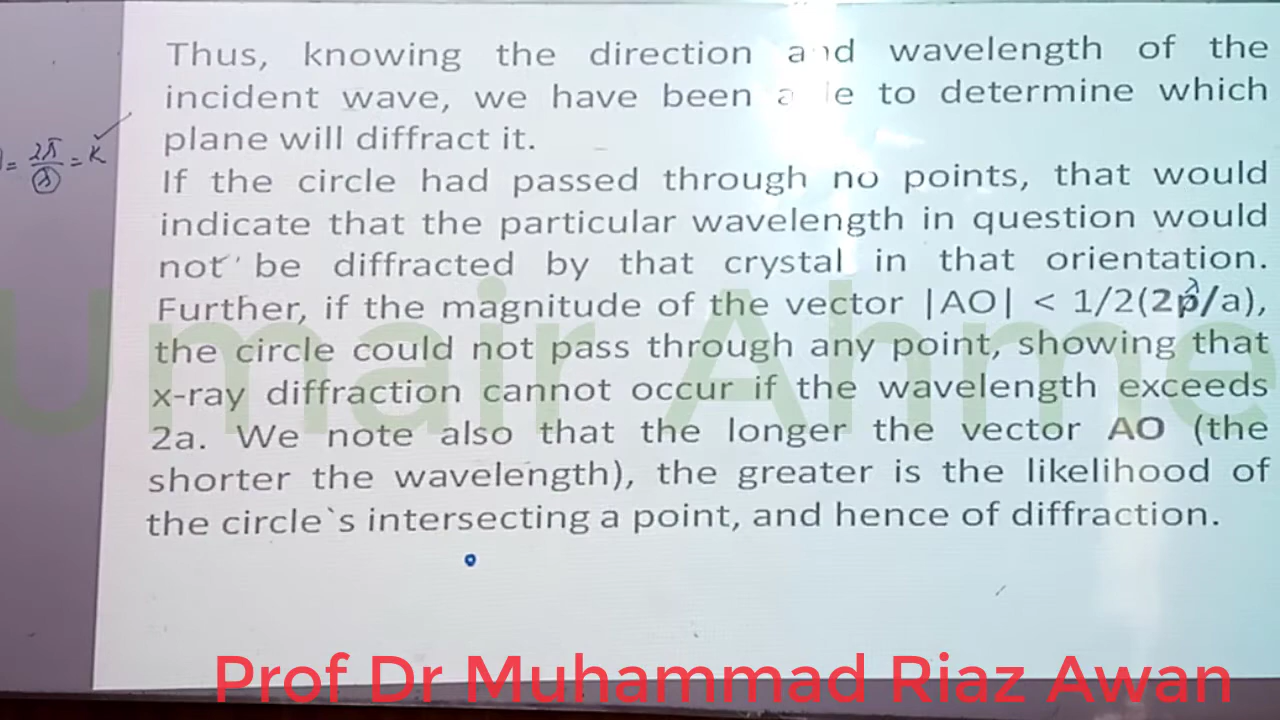 Thus, knowing the direction and wavelength of the
incident wave, we have been able to determine which
plane will diffract it.
= 2π/λ = K
If the circle had passed through no points, that would
indicate that the particular wavelength in question would
not be diffracted by that crystal in that orientation.
Further, if the magnitude of the vector |AO| < 1/2(2p/a),
the circle could not pass through any point, showing that
x-ray diffraction cannot occur if the wavelength exceeds
2a. We note also that the longer the vector AO (the
shorter the wavelength), the greater is the likelihood of
the circle`s intersecting a point, and hence of diffraction.
Umair Ahme
Prof Dr Muhammad Riaz Awan